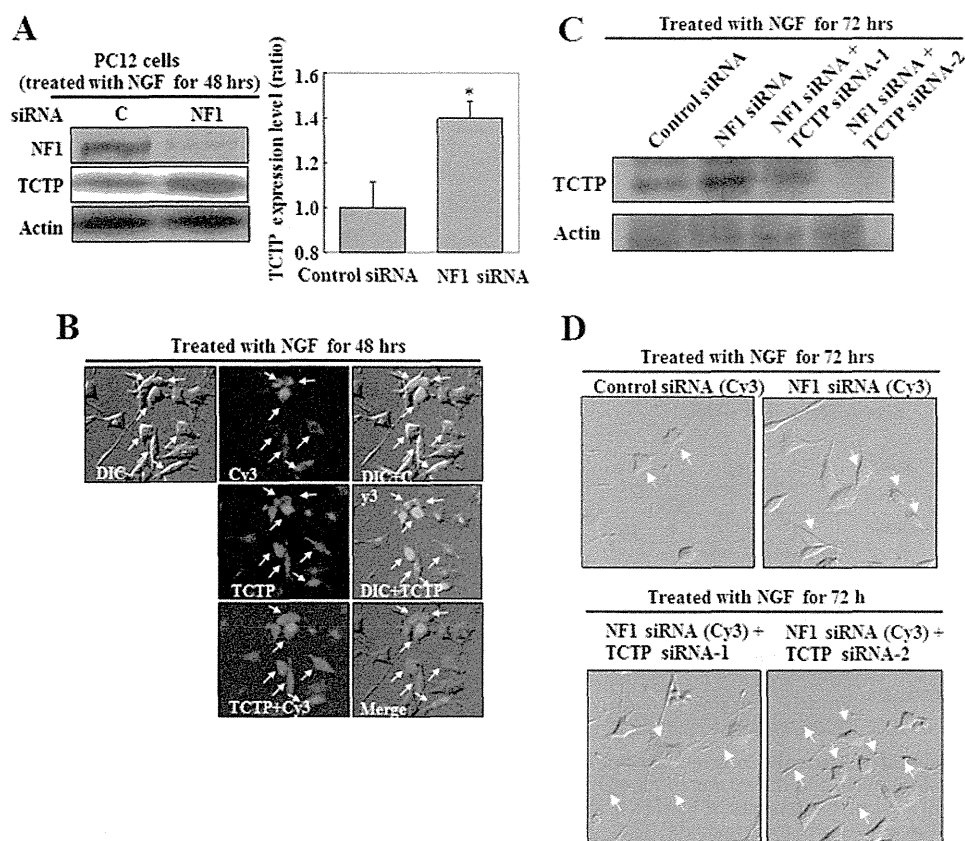 A
PC12 cells
(treated with NGF for 48 hrs)
siRNA C NF1
NF1
TCTP
Actin
TCTP expression level (ratio)
1.6
1.4
1.2
1.0
0.8
*
Control siRNA NF1 siRNA
B
Treated with NGF for 48 hrs
DIC
Cy3
DIC+C
y3
TCTP
DIC+TCTP
TCTP+Cy3
Merge
C
Treated with NGF for 72 hrs
Control siRNA
NF1 siRNA
NF1 siRNA +
TCTP siRNA-1
NF1 siRNA +
TCTP siRNA-2
TCTP
Actin
D
Treated with NGF for 72 hrs
Control siRNA (Cy3) NF1 siRNA (Cy3)
Treated with NGF for 72 h
NF1 siRNA (Cy3) +
TCTP siRNA-1
NF1 siRNA (Cy3) +
TCTP siRNA-2